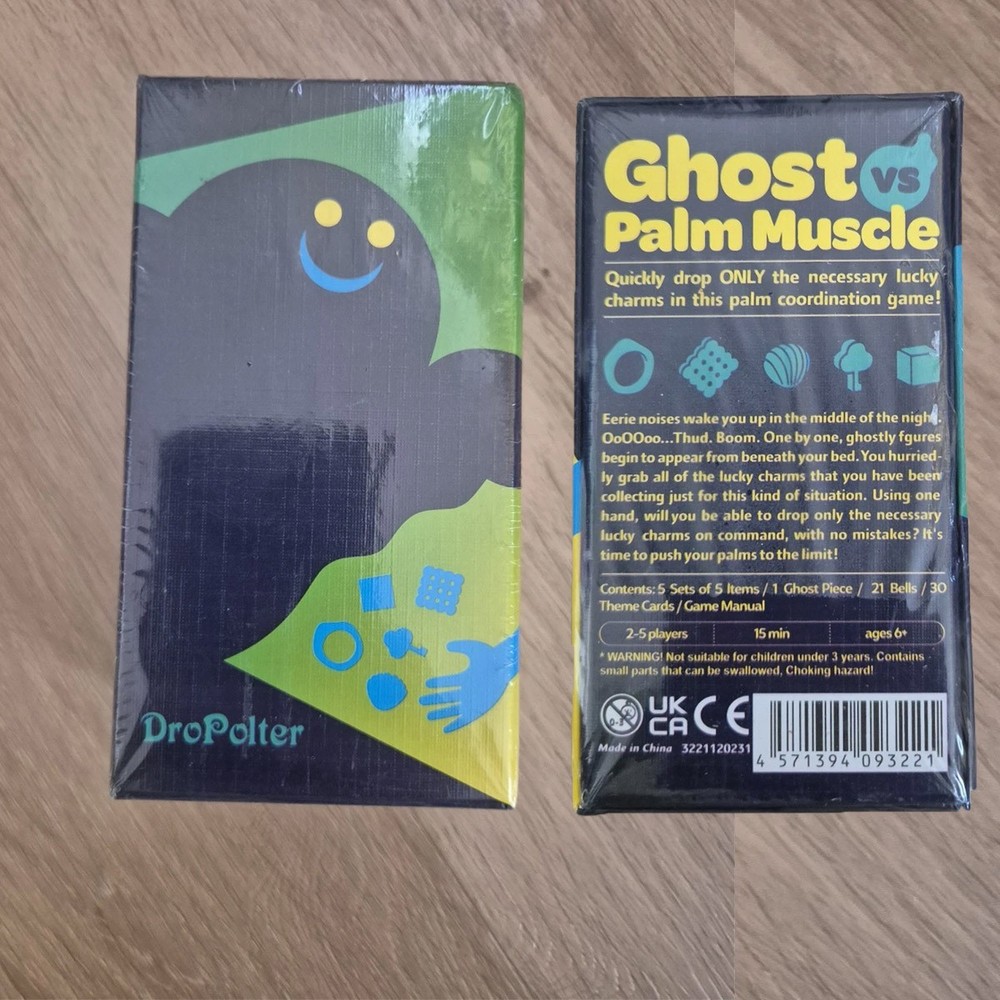 DroPolter
Ghost vs
Palm Muscle
Quickly drop ONLY the necessary lucky
charms in this palm coordination game!
Eerie noises wake you up in the middle of the night.
OoOOoo...Thud. Boom. One by one, ghostly fgures
begin to appear from beneath your bed. You hurried-
ly grab all of the lucky charms that you have been
collecting just for this kind of situation. Using one
hand, will you be able to drop only the necessary
lucky charms on command, with no mistakes? It's
time to push your palms to the limit!
Contents: 5 Sets of 5 Items / 1 Ghost Piece / 21 Bells / 30
Theme Cards / Game Manual
2-5 players 15 min ages 6+
* WARNING! Not suitable for children under 3 years. Contains
small parts that can be swallowed, Choking hazard!
0-3 UK CA CE
Made in China 3221120231
4 571394 093221